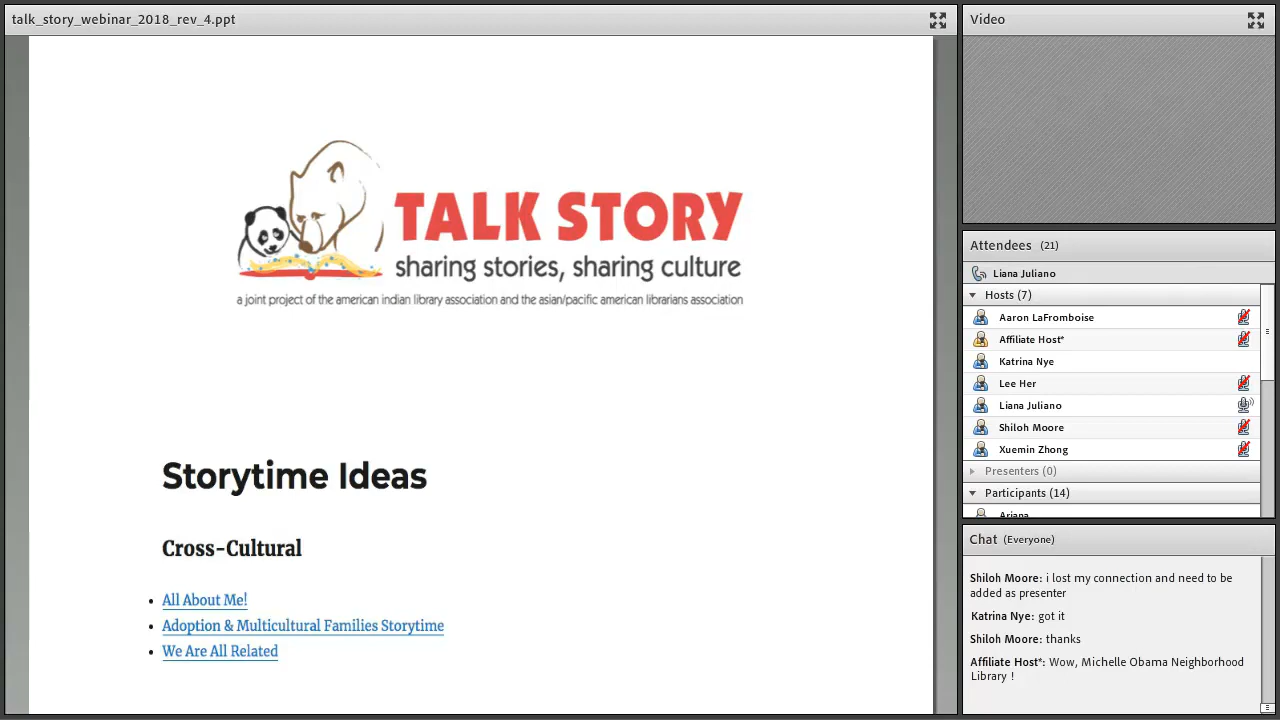 talk_story_webinar_2018_rev_4.ppt
TALK STORY
sharing stories, sharing culture
a joint project of the american indian library association and the asian/pacific american librarians association
Storytime Ideas
Cross-Cultural
• All About Me!
• Adoption & Multicultural Families Storytime
• We Are All Related
Video
Attendees (21)
Liana Juliano
Hosts (7)
Aaron LaFromboise
Affiliate Host*
Katrina Nye
Lee Her
Liana Juliano
Shiloh Moore
Xuemin Zhong
Presenters (0)
Participants (14)
Ariana
Chat (Everyone)
Shiloh Moore: i lost my connection and need to be
added as presenter
Katrina Nye: got it
Shiloh Moore: thanks
Affiliate Host*: Wow, Michelle Obama Neighborhood
Library !